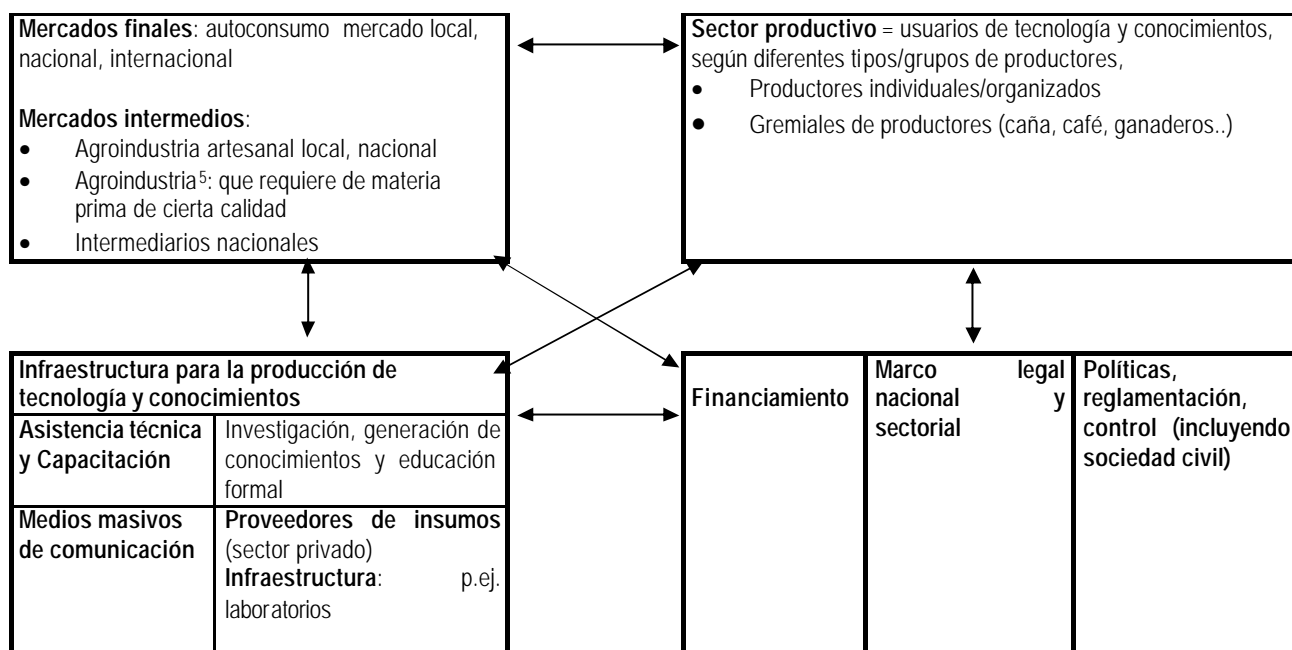 Mercados finales: autoconsumo mercado local,
nacional, internacional
Mercados intermedios:
• Agroindustria artesanal local, nacional
• Agroindustria⁵: que requiere de materia
prima de cierta calidad
• Intermediarios nacionales
Sector productivo = usuarios de tecnología y conocimientos,
según diferentes tipos/grupos de productores,
• Productores individuales/organizados
• Gremiales de productores (caña, café, ganaderos..)
Infraestructura para la producción de
tecnología y conocimientos
Asistencia técnica
y Capacitación
Investigación, generación de
conocimientos y educación
formal
Medios masivos
de comunicación
Proveedores de insumos
(sector privado)
Infraestructura: p.ej.
laboratorios
Financiamiento
Marco legal
nacional y
sectorial
Políticas,
reglamentación,
control (incluyendo
sociedad civil)